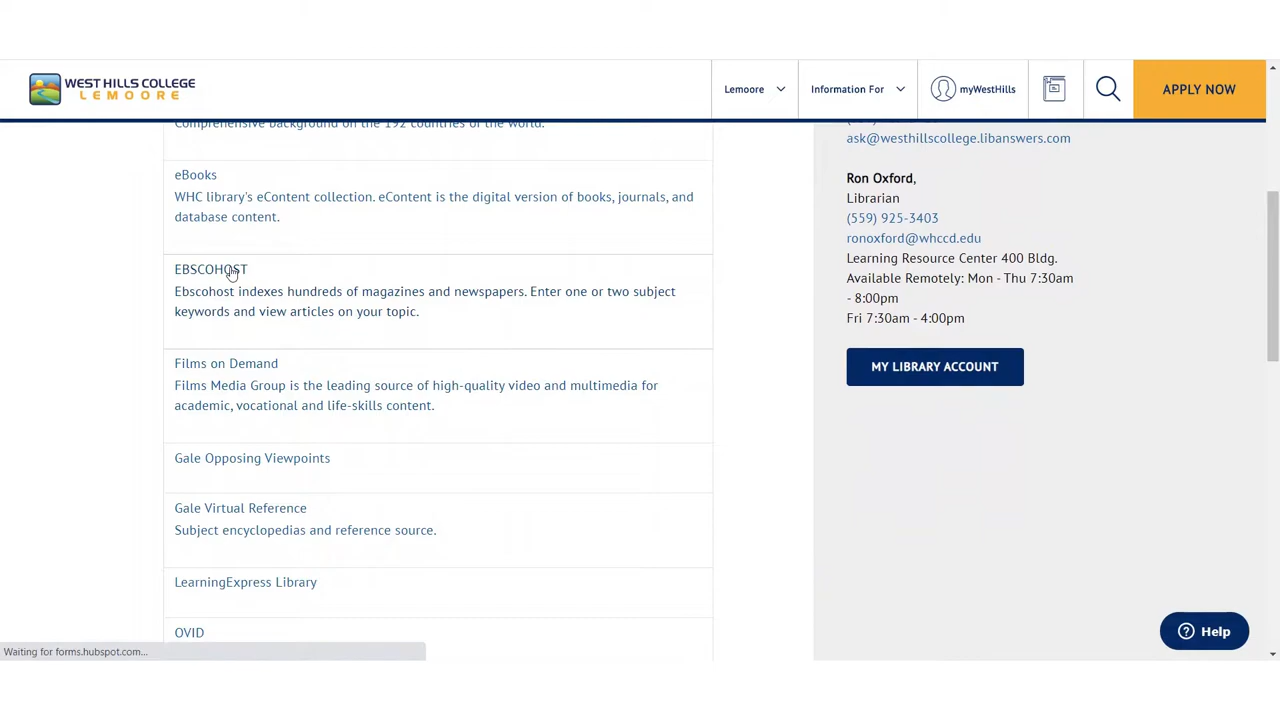 WEST HILLS COLLEGE
LEMOORE
Lemoore
Information For
myWestHills
APPLY NOW
Comprehensive background on the 192 countries of the world.
eBooks
WHC library's eContent collection. eContent is the digital version of books, journals, and
database content.
EBSCOHOST
Ebscohost indexes hundreds of magazines and newspapers. Enter one or two subject
keywords and view articles on your topic.
Films on Demand
Films Media Group is the leading source of high-quality video and multimedia for
academic, vocational and life-skills content.
Gale Opposing Viewpoints
Gale Virtual Reference
Subject encyclopedias and reference source.
LearningExpress Library
OVID
ask@westhillscollege.libanswers.com
Ron Oxford,
Librarian
(559) 925-3403
ronoxford@whccd.edu
Learning Resource Center 400 Bldg.
Available Remotely: Mon - Thu 7:30am
- 8:00pm
Fri 7:30am - 4:00pm
MY LIBRARY ACCOUNT
Help
Waiting for forms.hubspot.com...